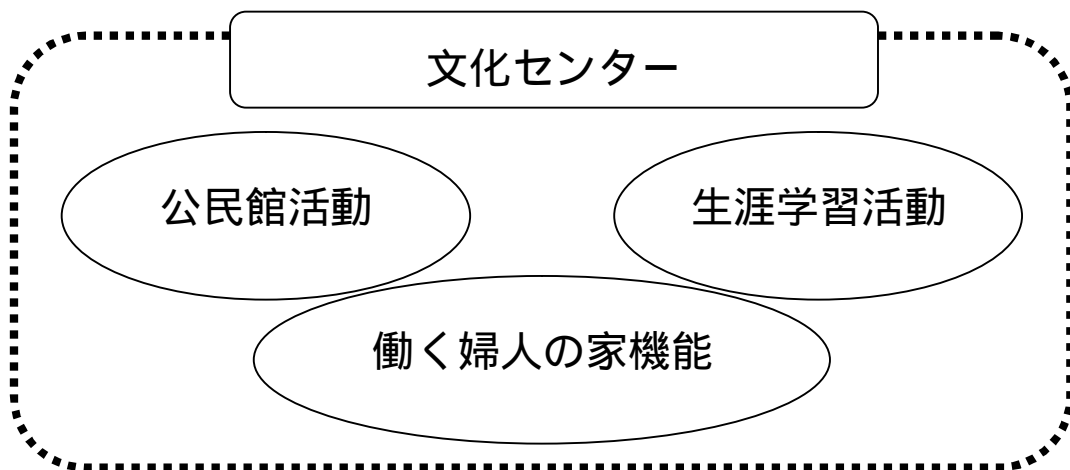 文化センター
公民館活動
生涯学習活動
働く婦人の家機能